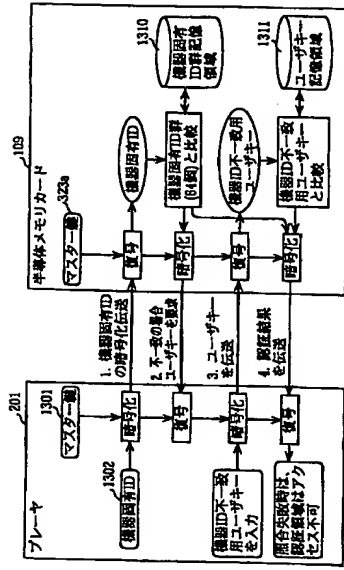 109
半導体メモリカード
323a
マスター鍵
復号
機器固有ID
1310
機器固有
ID群記憶
領域
機器固有ID群
(64個)と比較
暗号化
復号
機器ID不一致用
ユーザキー
1311
ユーザキー
記憶領域
機器ID不一致
用ユーザキー
と比較
暗号化
1. 機器固有ID
の暗号化伝送
2. 不一致の場合
ユーザキーを要求
3. ユーザキー
を伝送
4. 認証結果
を伝送
201
プレーヤ
1301
マスター鍵
1302
機器固有ID
暗号化
復号
機器ID不一致
用ユーザキー
を入力
暗号化
復号
照合失敗時は、
認証領域はアク
セス不可